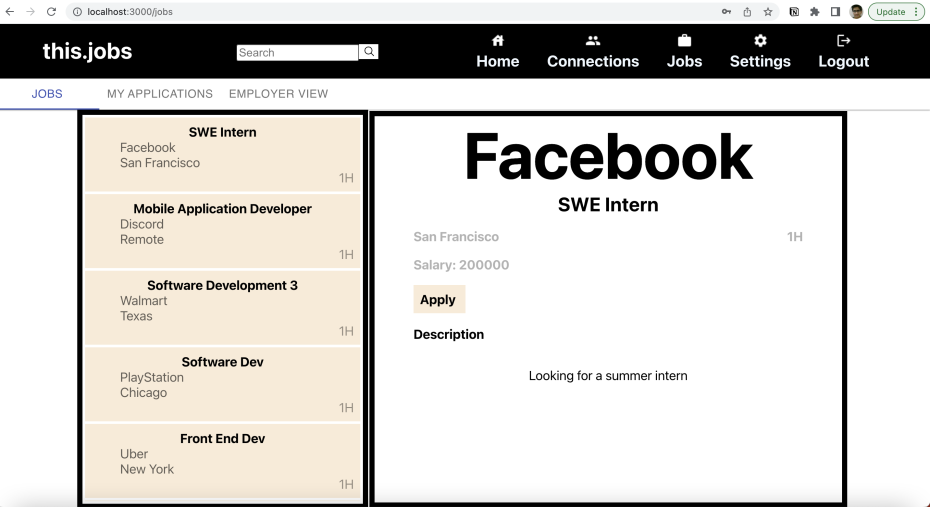 localhost:3000/jobs
Update
this.jobs
Search
Home
Connections
Jobs
Settings
Logout
JOBS
MY APPLICATIONS
EMPLOYER VIEW
SWE Intern
Facebook
San Francisco
1H
Mobile Application Developer
Discord
Remote
1H
Software Development 3
Walmart
Texas
1H
Software Dev
PlayStation
Chicago
1H
Front End Dev
Uber
New York
1H
Facebook
SWE Intern
San Francisco 1H
Salary: 200000
Apply
Description
Looking for a summer intern